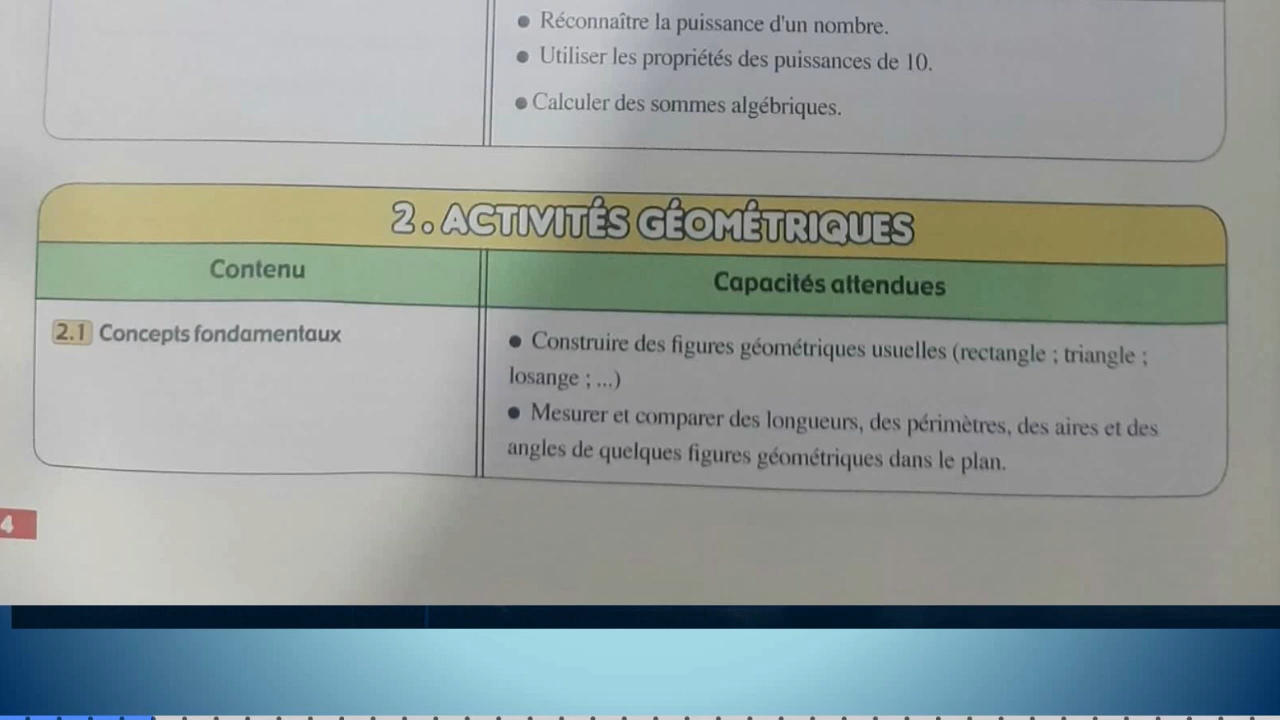 ● Réconnaître la puissance d'un nombre.
● Utiliser les propriétés des puissances de 10.
● Calculer des sommes algébriques.
2. ACTIVITÉS GÉOMÉTRIQUES
Contenu
Capacités attendues
2.1 Concepts fondamentaux
● Construire des figures géométriques usuelles (rectangle ; triangle ;
losange ; ...)
● Mesurer et comparer des longueurs, des périmètres, des aires et des
angles de quelques figures géométriques dans le plan.
4